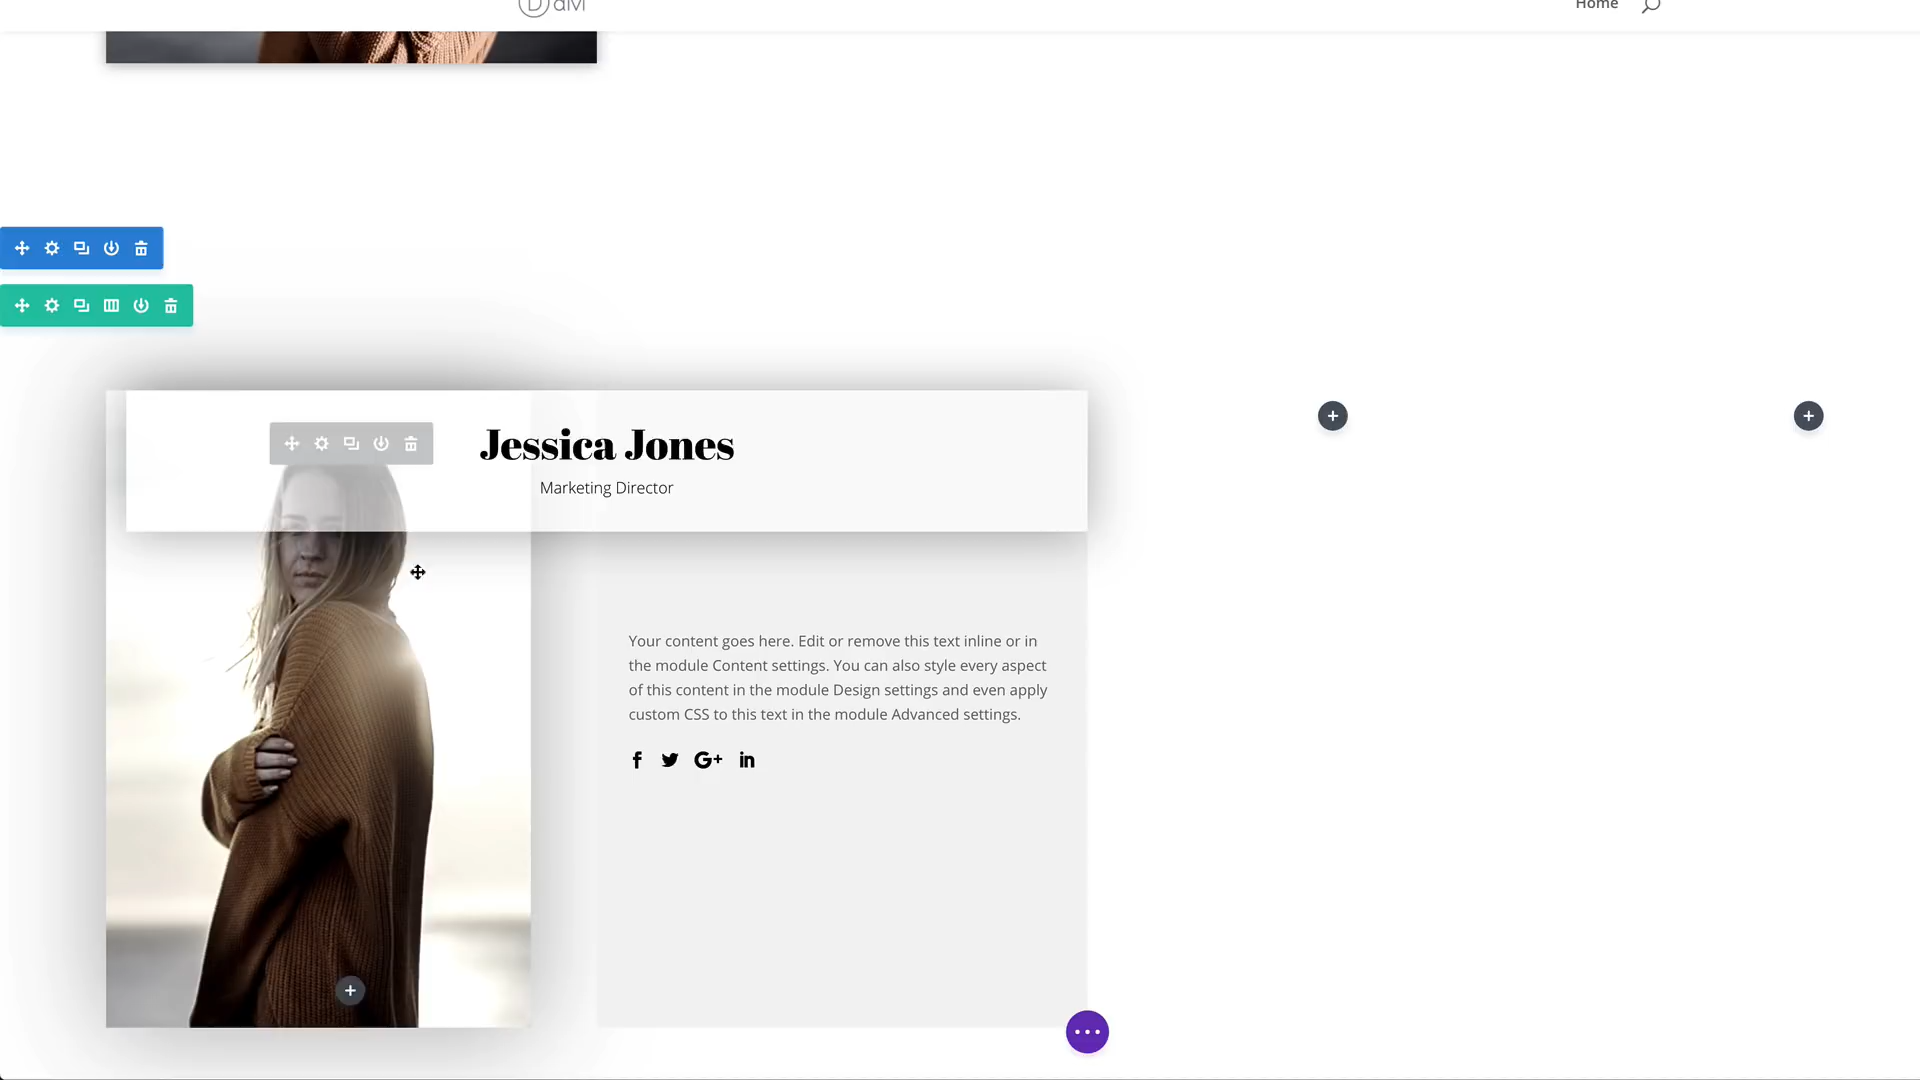 divi
Home
Jessica Jones
Marketing Director
Your content goes here. Edit or remove this text inline or in
the module Content settings. You can also style every aspect
of this content in the module Design settings and even apply
custom CSS to this text in the module Advanced settings.